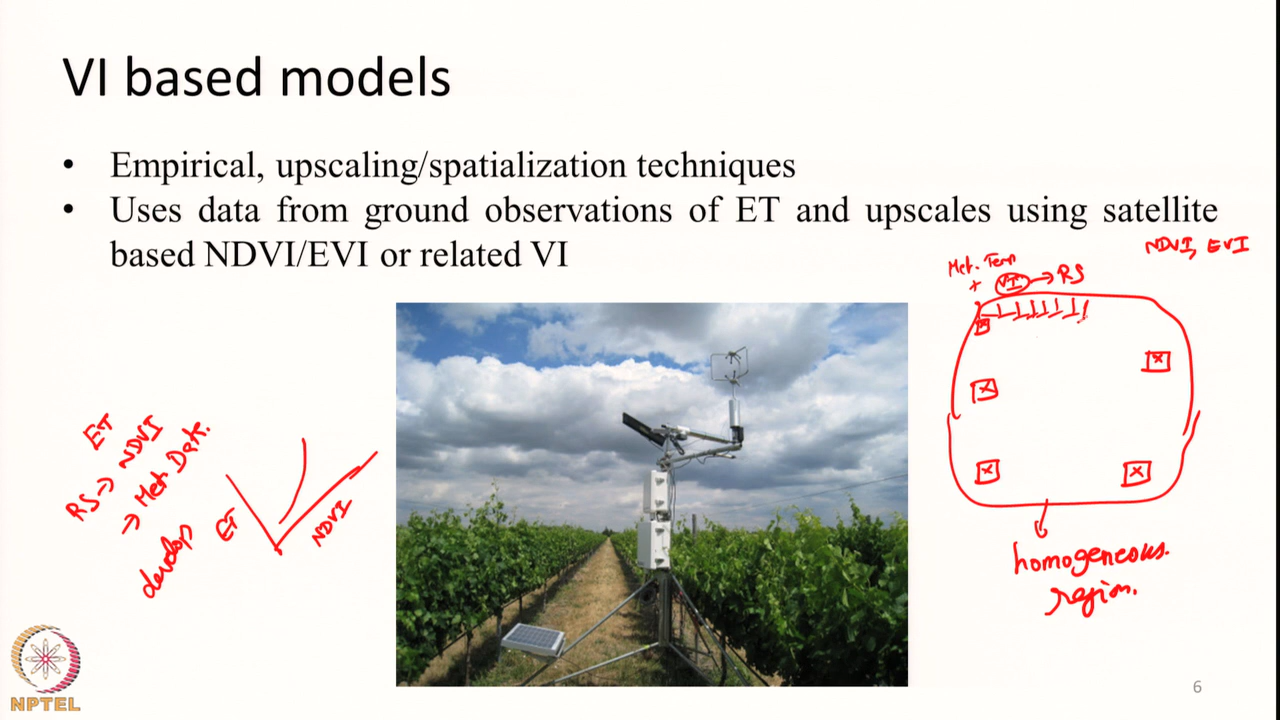 VI based models
• Empirical, upscaling/spatialization techniques
• Uses data from ground observations of ET and upscales using satellite
based NDVI/EVI or related VI
NDVI, EVI
Met. Temp
+ VI → RS
ET
RS → NDVI
→ Met. Data.
develop
ET
NDVI
homogeneous.
region.
NPTEL
6